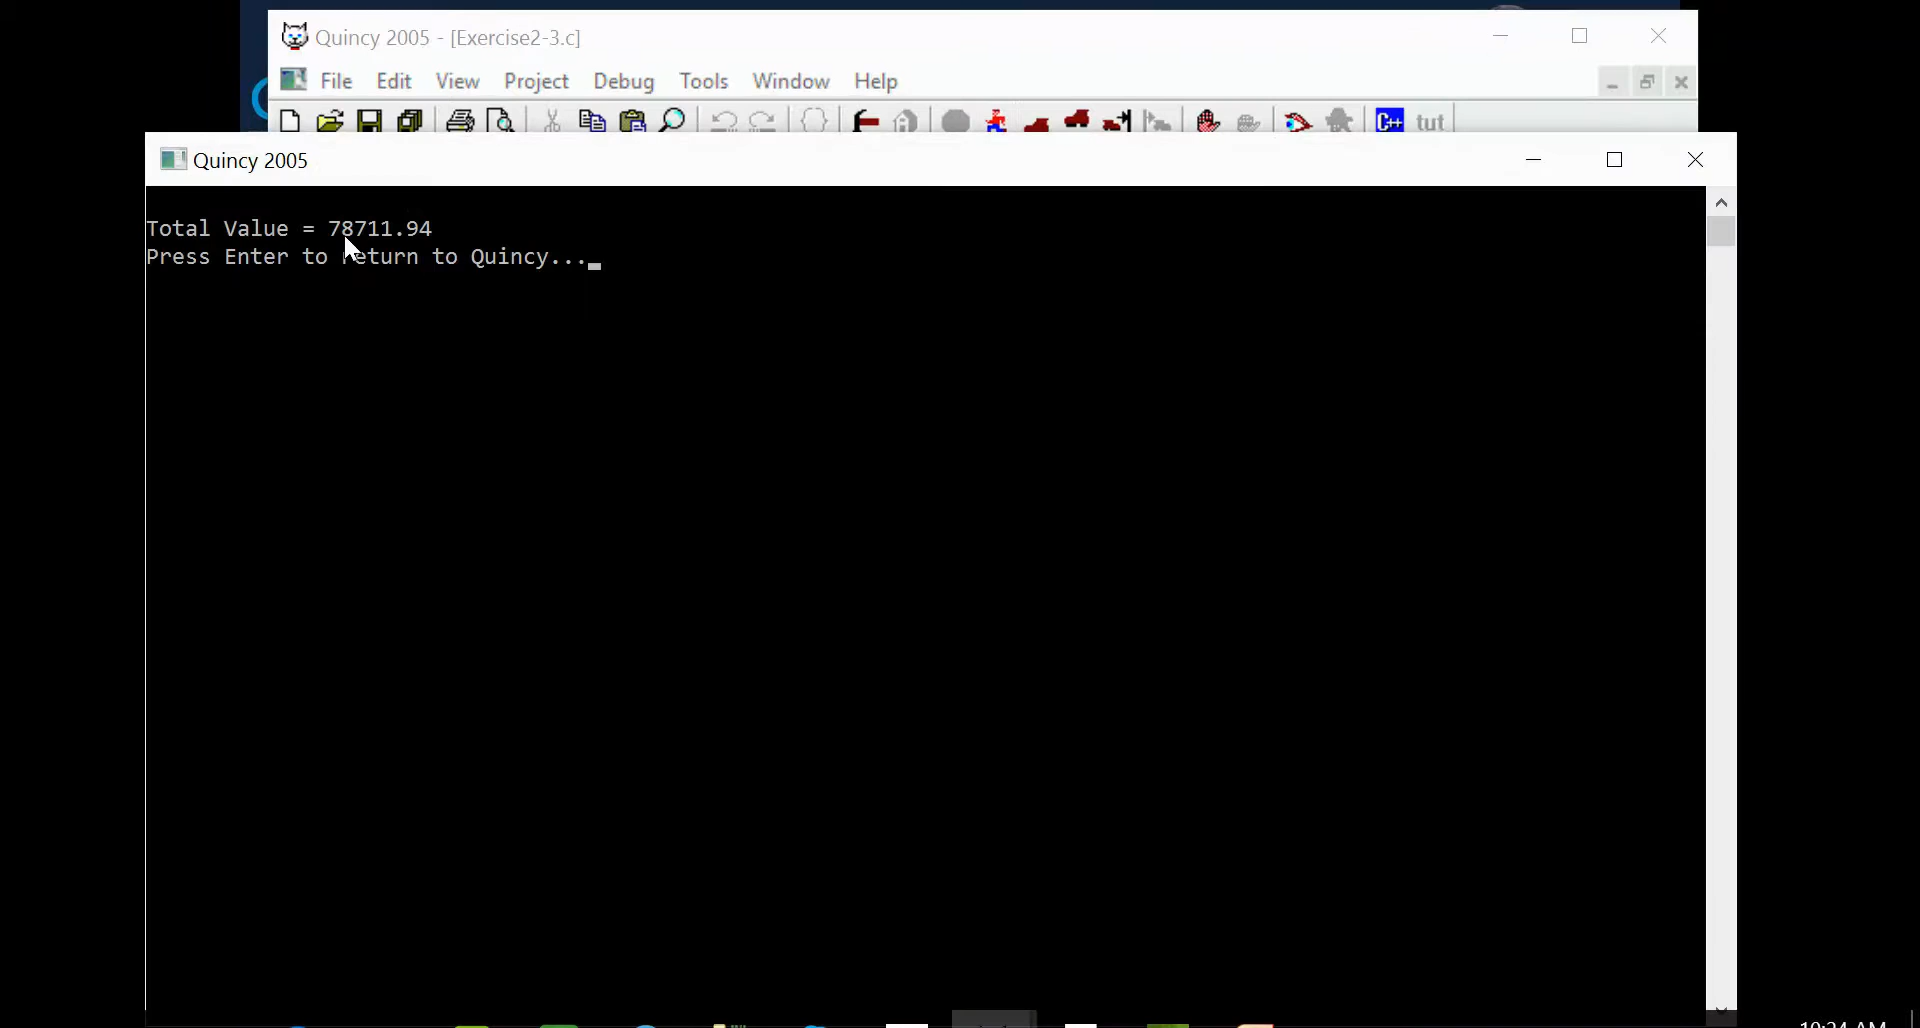 Quincy 2005 - [Exercise2-3.c]
File Edit View Project Debug Tools Window Help
C++ tut
Quincy 2005
Total Value = 78711.94
Press Enter to return to Quincy...